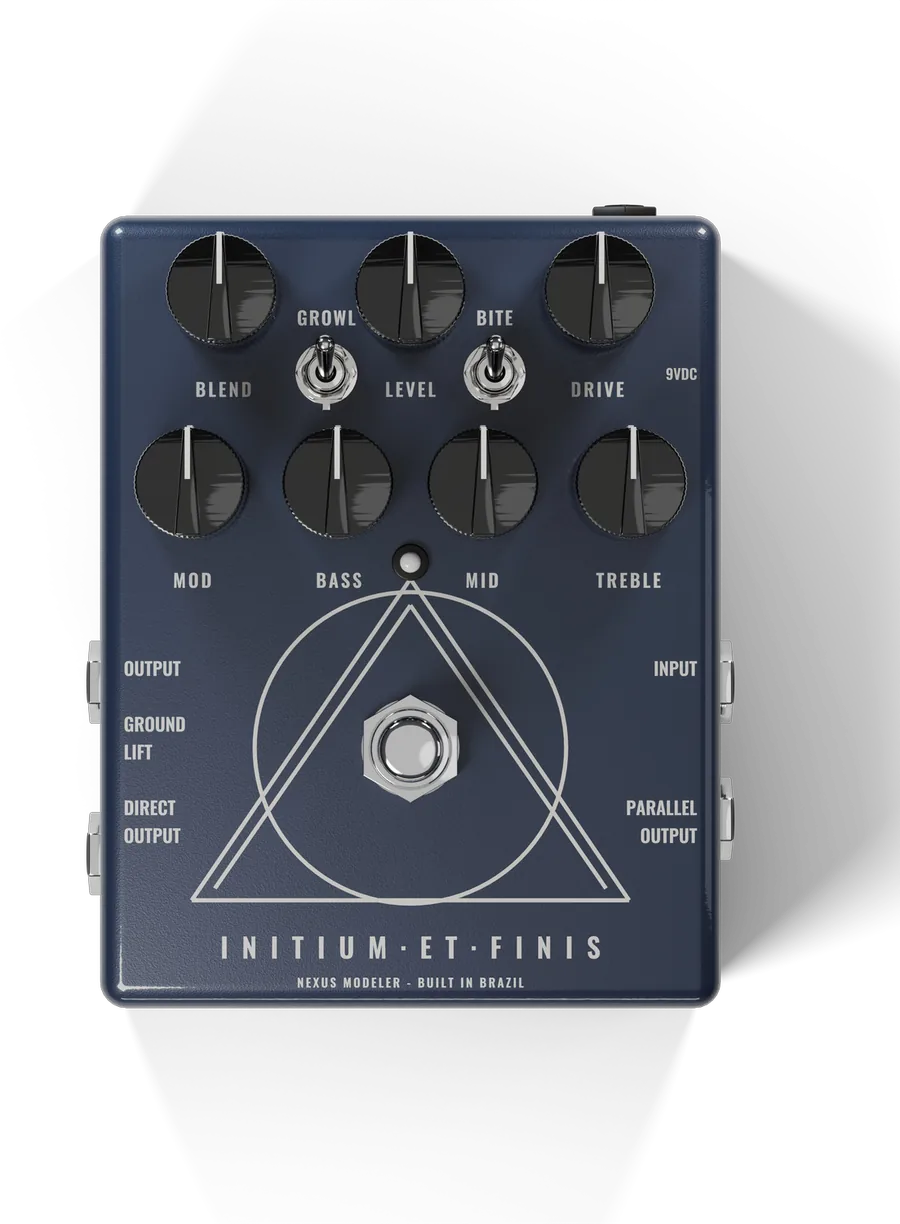 GROWL BITE
BLEND LEVEL DRIVE 9VDC
MOD BASS MID TREBLE
OUTPUT INPUT
GROUND
LIFT
DIRECT PARALLEL
OUTPUT OUTPUT
INITIUM·ET·FINIS
NEXUS MODELER - BUILT IN BRAZIL